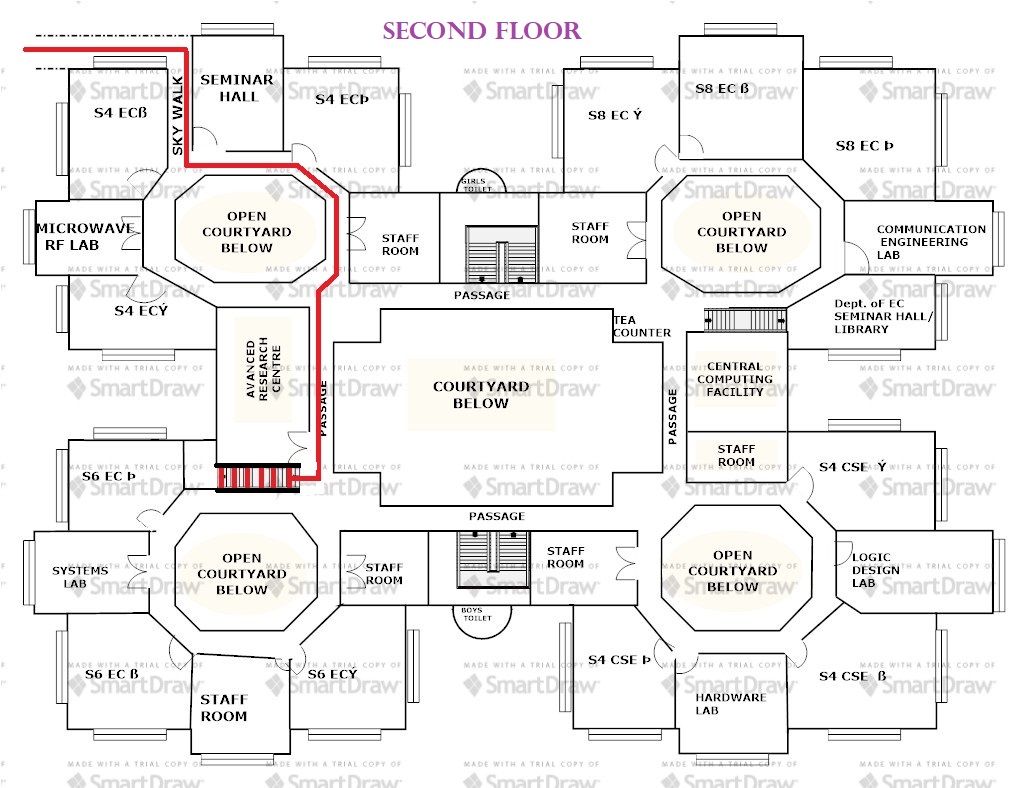 SECOND FLOOR
S4 ECß
SKY WALK
SEMINAR
HALL
S4 ECÞ
S8 EC Ý
S8 EC ß
S8 EC Þ
MICROWAVE
RF LAB
OPEN
COURTYARD
BELOW
STAFF
ROOM
GIRLS
TOILET
STAFF
ROOM
OPEN
COURTYARD
BELOW
COMMUNICATION
ENGINEERING
LAB
S4 ECÝ
PASSAGE
TEA
COUNTER
Dept. of EC
SEMINAR HALL/
LIBRARY
AVANCED
RESEARCH
CENTRE
PASSAGE
COURTYARD
BELOW
PASSAGE
CENTRAL
COMPUTING
FACILITY
STAFF
ROOM
S6 EC Þ
S4 CSE Ý
PASSAGE
SYSTEMS
LAB
OPEN
COURTYARD
BELOW
STAFF
ROOM
STAFF
ROOM
OPEN
COURTYARD
BELOW
LOGIC
DESIGN
LAB
BOYS
TOILET
S6 EC ß
STAFF
ROOM
S6 ECÝ
S4 CSE Þ
HARDWARE
LAB
S4 CSE ß
MADE WITH A TRIAL COPY OF
SmartDraw